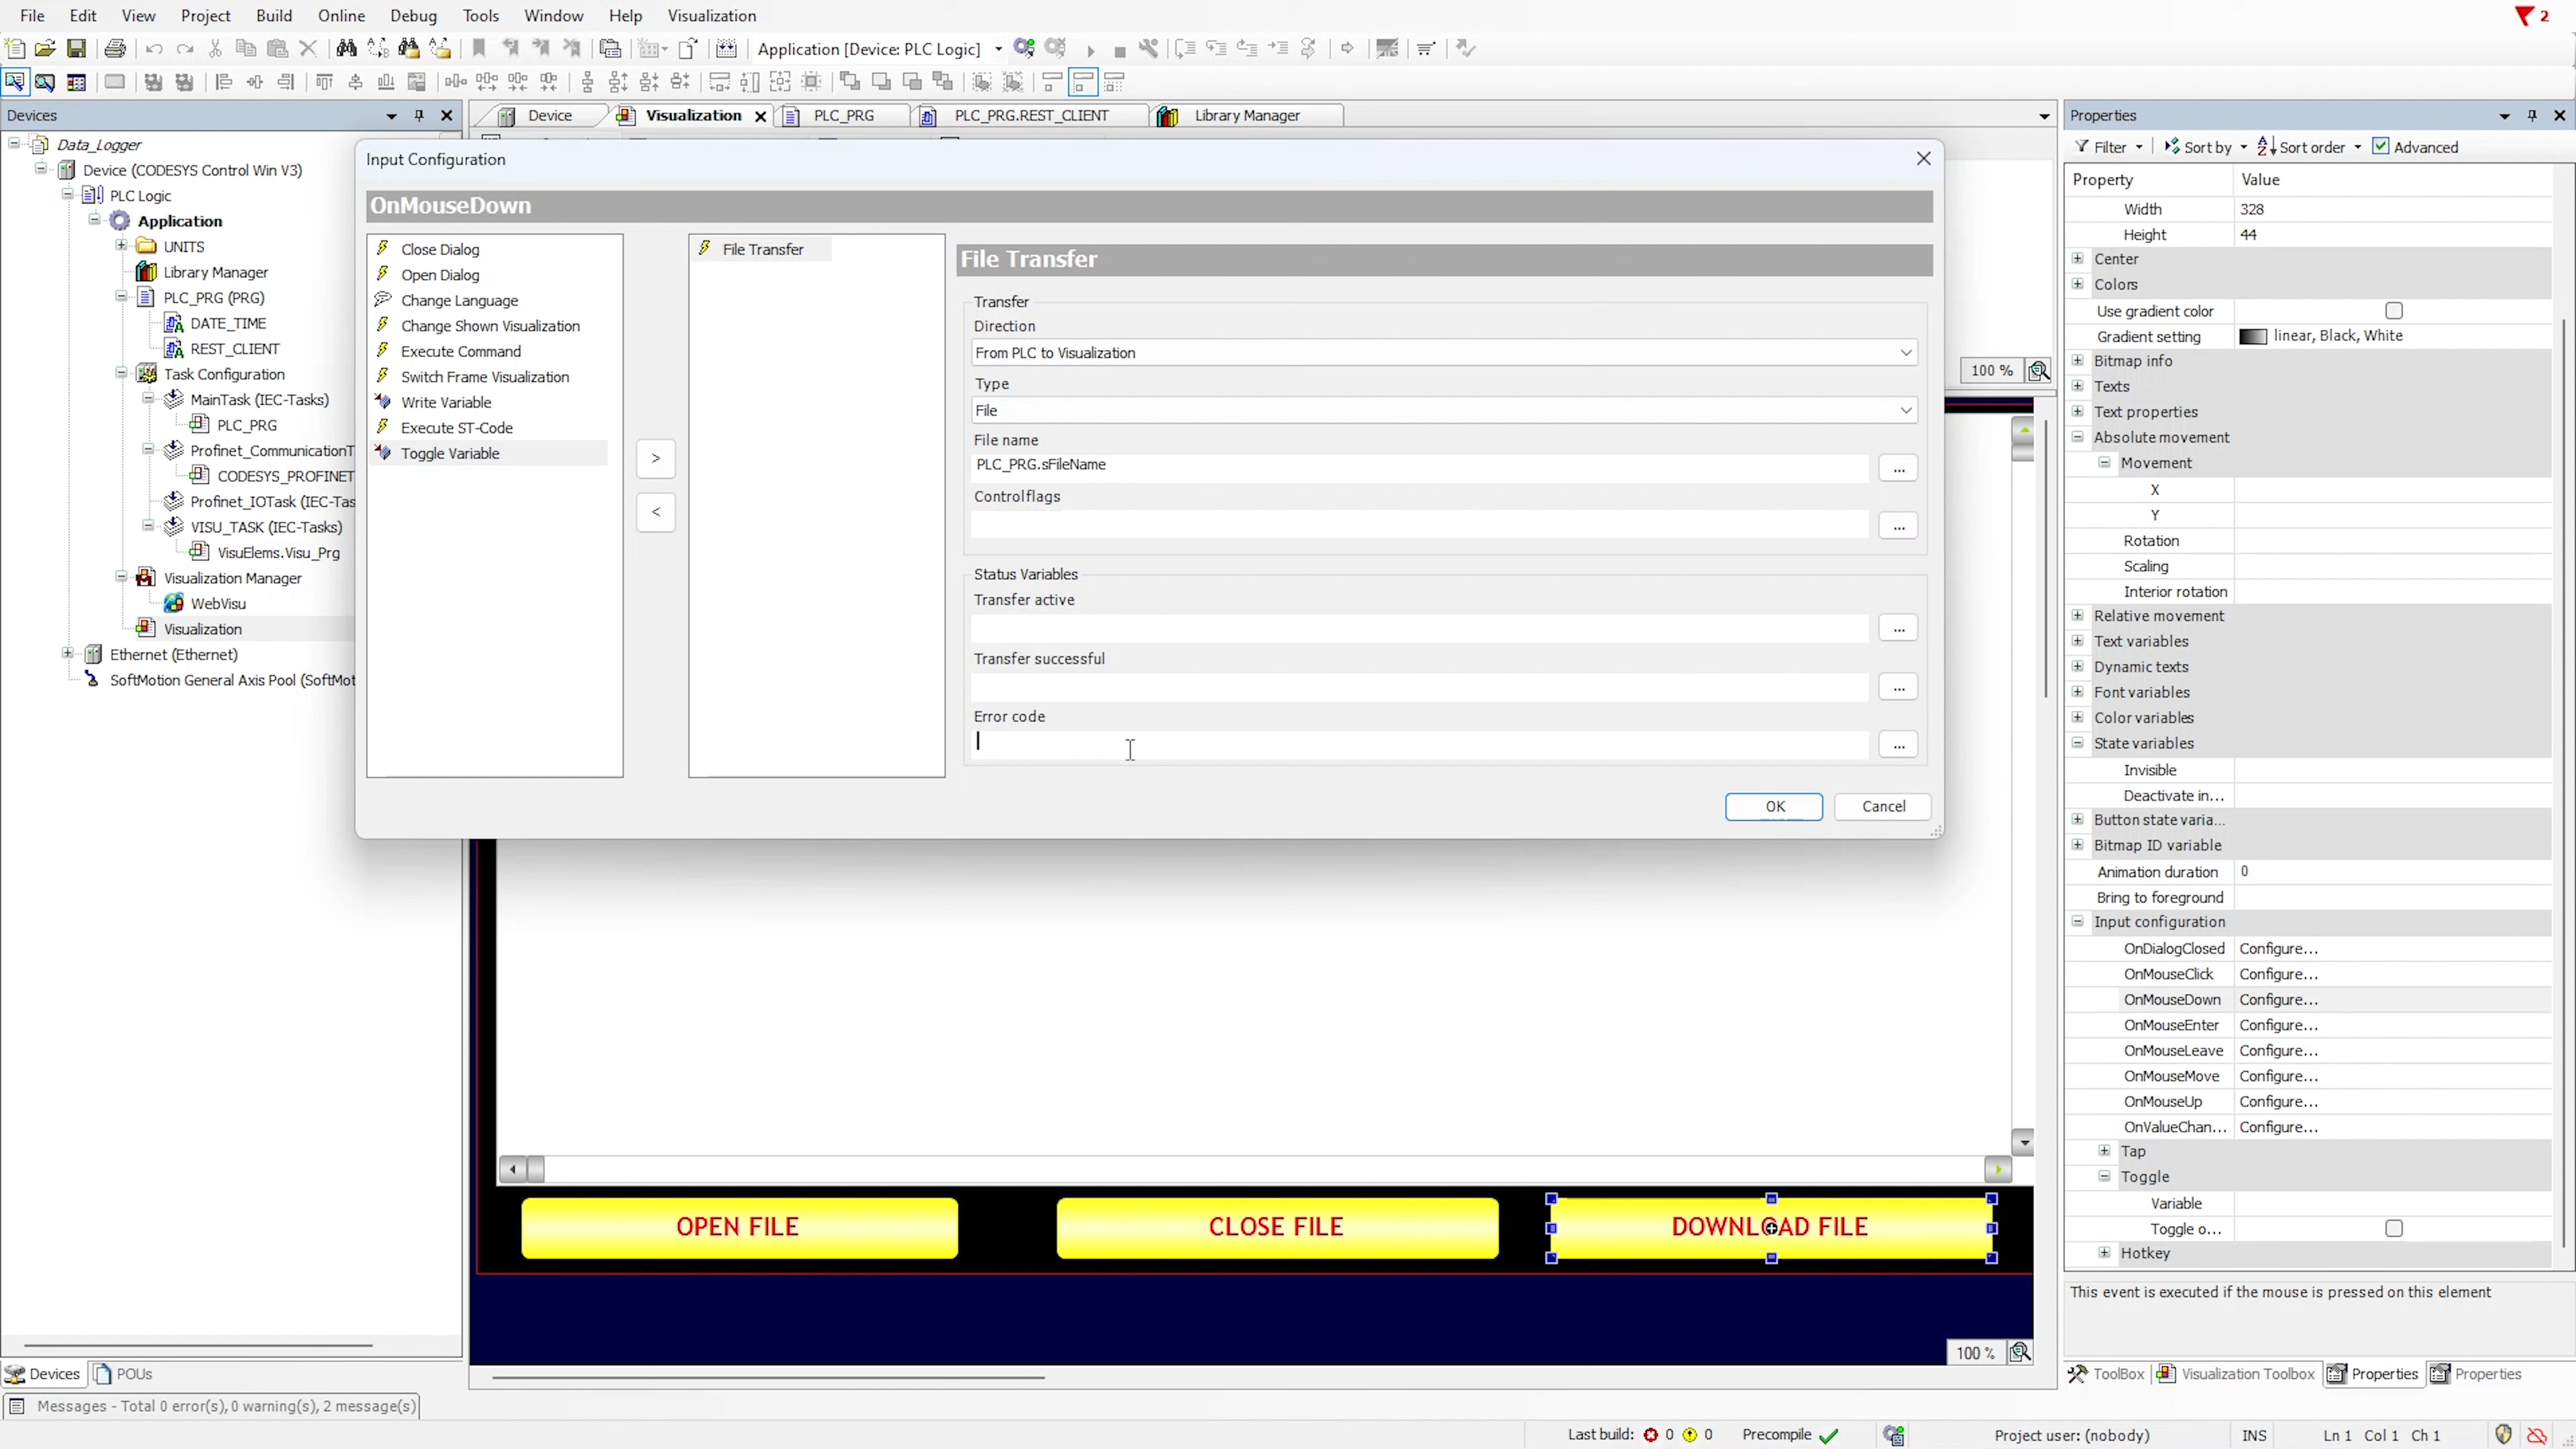 File Edit View Project Build Online Debug Tools Window Help Visualization
2
Application [Device: PLC Logic]
Devices
Device Visualization PLC_PRG PLC_PRG.REST_CLIENT Library Manager
Data_Logger
Device (CODESYS Control Win V3)
PLC Logic
Application
UNITS
Library Manager
PLC_PRG (PRG)
DATE_TIME
REST_CLIENT
Task Configuration
MainTask (IEC-Tasks)
PLC_PRG
Profinet_CommunicationT
CODESYS_PROFINET
Profinet_IOTask (IEC-Tas
VISU_TASK (IEC-Tasks)
VisuElems.Visu_Prg
Visualization Manager
WebVisu
Visualization
Ethernet (Ethernet)
SoftMotion General Axis Pool (SoftMot
Devices POUs
Messages - Total 0 error(s), 0 warning(s), 2 message(s)
Input Configuration
OnMouseDown
Close Dialog
Open Dialog
Change Language
Change Shown Visualization
Execute Command
Switch Frame Visualization
Write Variable
Execute ST-Code
Toggle Variable
>
<
File Transfer
File Transfer
Transfer
Direction
From PLC to Visualization
Type
File
File name
PLC_PRG.sFileName
...
Controlflags
...
Status Variables
Transfer active
...
Transfer successful
...
Error code
...
OK Cancel
100 %
OPEN FILE CLOSE FILE DOWNLOAD FILE
100 %
Properties
Filter Sort by Sort order Advanced
Property Value
Width 328
Height 44
Center
Colors
Use gradient color
Gradient setting linear, Black, White
Bitmap info
Texts
Text properties
Absolute movement
Movement
X
Y
Rotation
Scaling
Interior rotation
Relative movement
Text variables
Dynamic texts
Font variables
Color variables
State variables
Invisible
Deactivate in...
Button state varia...
Bitmap ID variable
Animation duration 0
Bring to foreground
Input configuration
OnDialogClosed Configure...
OnMouseClick Configure...
OnMouseDown Configure...
OnMouseEnter Configure...
OnMouseLeave Configure...
OnMouseMove Configure...
OnMouseUp Configure...
OnValueChan... Configure...
Tap
Toggle
Variable
Toggle o...
Hotkey
This event is executed if the mouse is pressed on this element
ToolBox Visualization Toolbox Properties Properties
Last build: 0 0 Precompile Project user: (nobody) INS Ln 1 Col 1 Ch 1